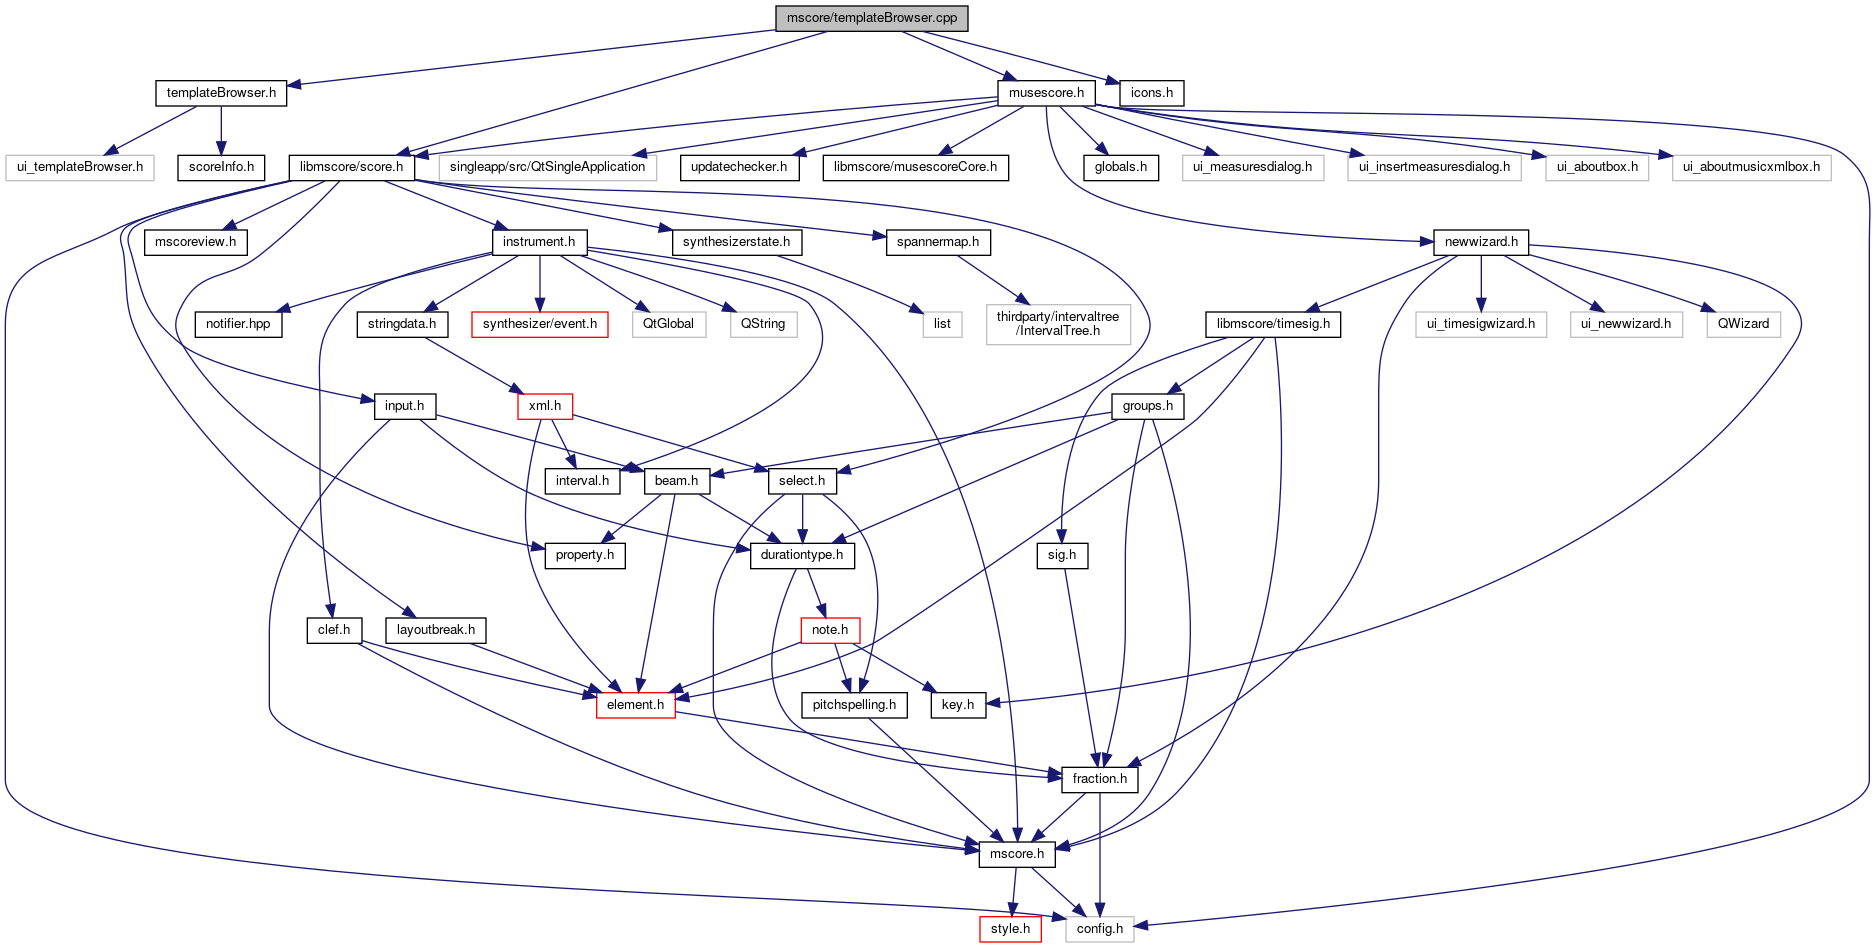 mscore/templateBrowser.cpp
templateBrowser.h
musescore.h
icons.h
ui_templateBrowser.h
scoreInfo.h
libmscore/score.h
singleapp/src/QtSingleApplication
updatechecker.h
libmscore/musescoreCore.h
globals.h
ui_measuresdialog.h
ui_insertmeasuresdialog.h
ui_aboutbox.h
ui_aboutmusicxmlbox.h
mscoreview.h
instrument.h
synthesizerstate.h
spannermap.h
newwizard.h
notifier.hpp
stringdata.h
synthesizer/event.h
QtGlobal
QString
list
thirdparty/intervaltree
/IntervalTree.h
libmscore/timesig.h
ui_timesigwizard.h
ui_newwizard.h
QWizard
input.h
xml.h
groups.h
interval.h
beam.h
select.h
property.h
durationtype.h
sig.h
clef.h
layoutbreak.h
note.h
element.h
pitchspelling.h
key.h
fraction.h
mscore.h
style.h
config.h